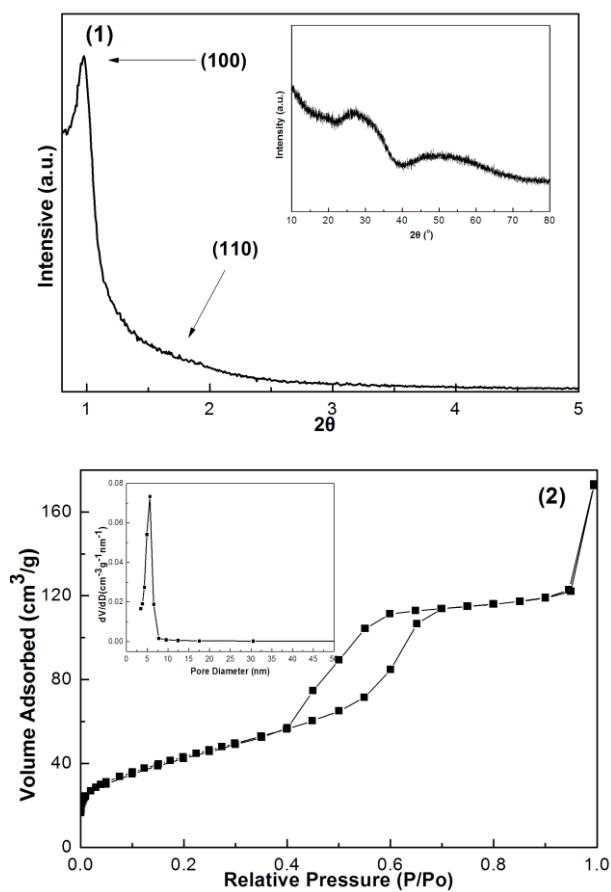 (1)
(100)
(110)
Intensive (a.u.)
1 2 3 4 5
2θ
Intensity (a.u.)
10 20 30 40 50 60 70 80
2θ (°)
(2)
Volume Adsorbed (cm³/g)
160
120
80
40
0
0.0 0.2 0.4 0.6 0.8 1.0
Relative Pressure (P/Po)
dV/dD(cm⁻³g⁻¹nm⁻¹)
0.08
0.06
0.04
0.02
0.00
0 5 10 15 20 25 30 35 40 45 50
Pore Diameter (nm)